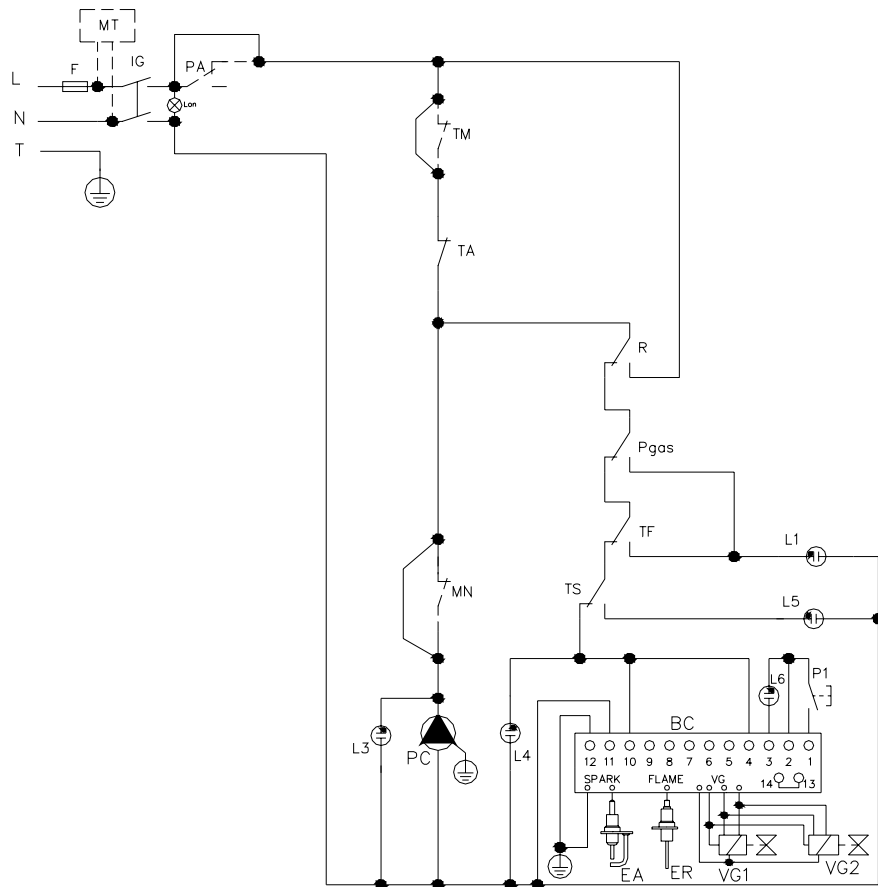 MT
F
IG
PA
L
Lon
N
T
TM
TA
R
Pgas
TF
L1
TS
L5
MN
L6
P1
BC
L3
PC
L4
12 11 10 9 8 7 6 5 4 3 2 1
SPARK FLAME VG 14 13
EA ER VG1 VG2